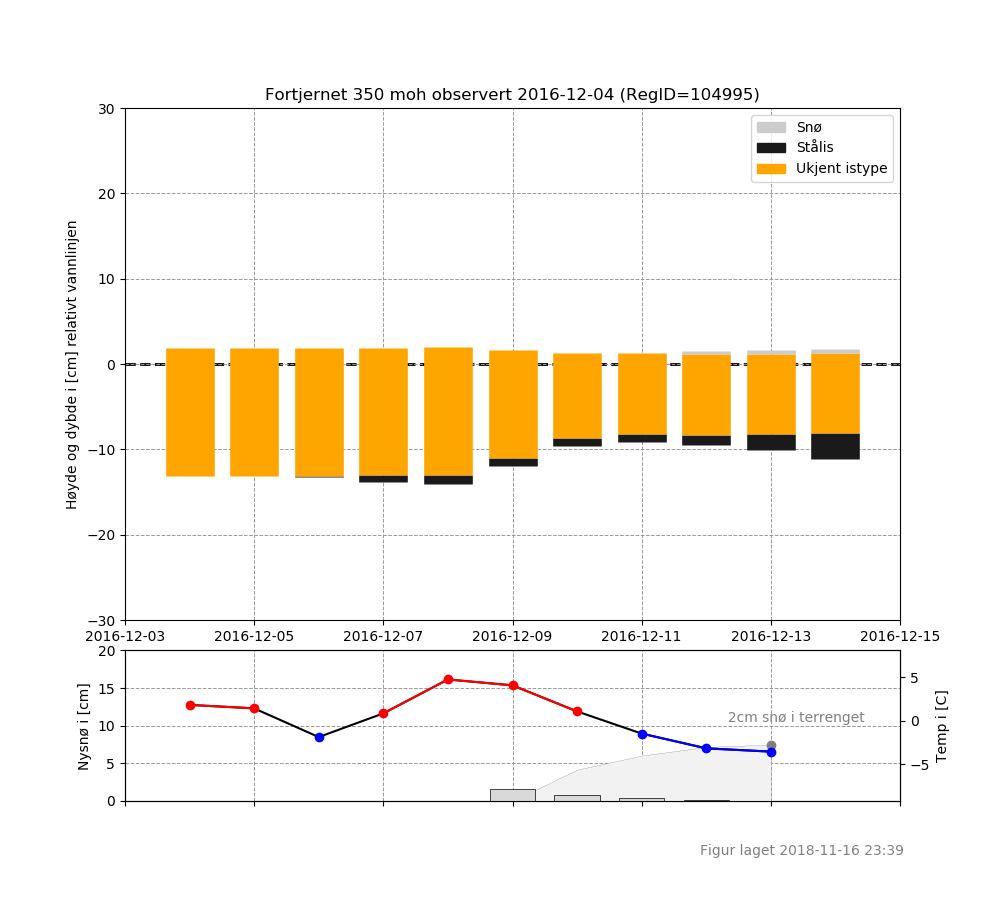 Fortjernet 350 moh observert 2016-12-04 (RegID=104995)
Snø
Stålis
Ukjent istype
Høyde og dybde i [cm] relativt vannlinjen
30
20
10
0
−10
−20
−30
2016-12-03 2016-12-05 2016-12-07 2016-12-09 2016-12-11 2016-12-13 2016-12-15
Nysnø i [cm]
20
15
10
5
0
2cm snø i terrenget
5
0
−5
Temp i [C]
Figur laget 2018-11-16 23:39